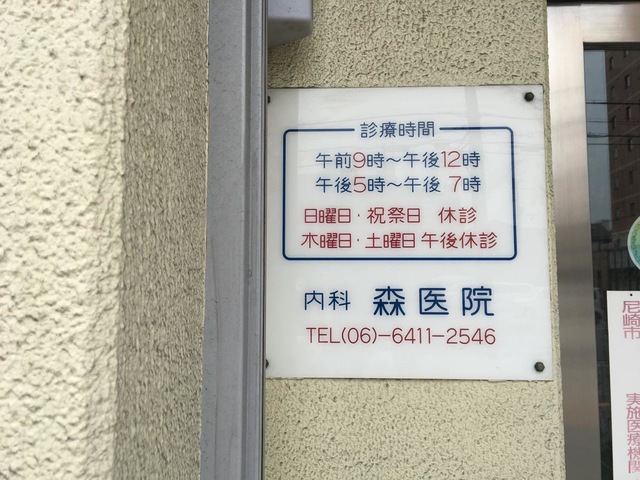 診療時間
午前9時～午後12時
午後5時～午後 7時
日曜日・祝祭日 休診
木曜日・土曜日 午後休診
内科 森医院
TEL(06)-6411-2546
尼崎市 実施医療機関